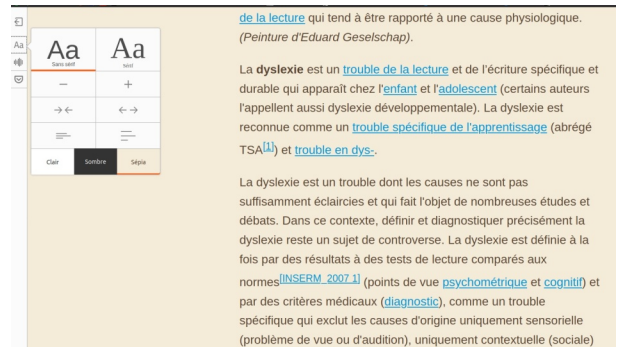 Aa
Aa
Sans sérif
Aa
Sérif
Clair
Sombre
Sépia
de la lecture qui tend à être rapporté à une cause physiologique.
(Peinture d'Eduard Geselschap).
La dyslexie est un trouble de la lecture et de l'écriture spécifique et
durable qui apparaît chez l'enfant et l'adolescent (certains auteurs
l'appellent aussi dyslexie développementale). La dyslexie est
reconnue comme un trouble spécifique de l'apprentissage (abrégé
TSA[1]) et trouble en dys-.
La dyslexie est un trouble dont les causes ne sont pas
suffisamment éclaircies et qui fait l'objet de nombreuses études et
débats. Dans ce contexte, définir et diagnostiquer précisément la
dyslexie reste un sujet de controverse. La dyslexie est définie à la
fois par des résultats à des tests de lecture comparés aux
normes[INSERM 2007 1] (points de vue psychométrique et cognitif) et
par des critères médicaux (diagnostic), comme un trouble
spécifique qui exclut les causes d'origine uniquement sensorielle
(problème de vue ou d'audition), uniquement contextuelle (sociale)